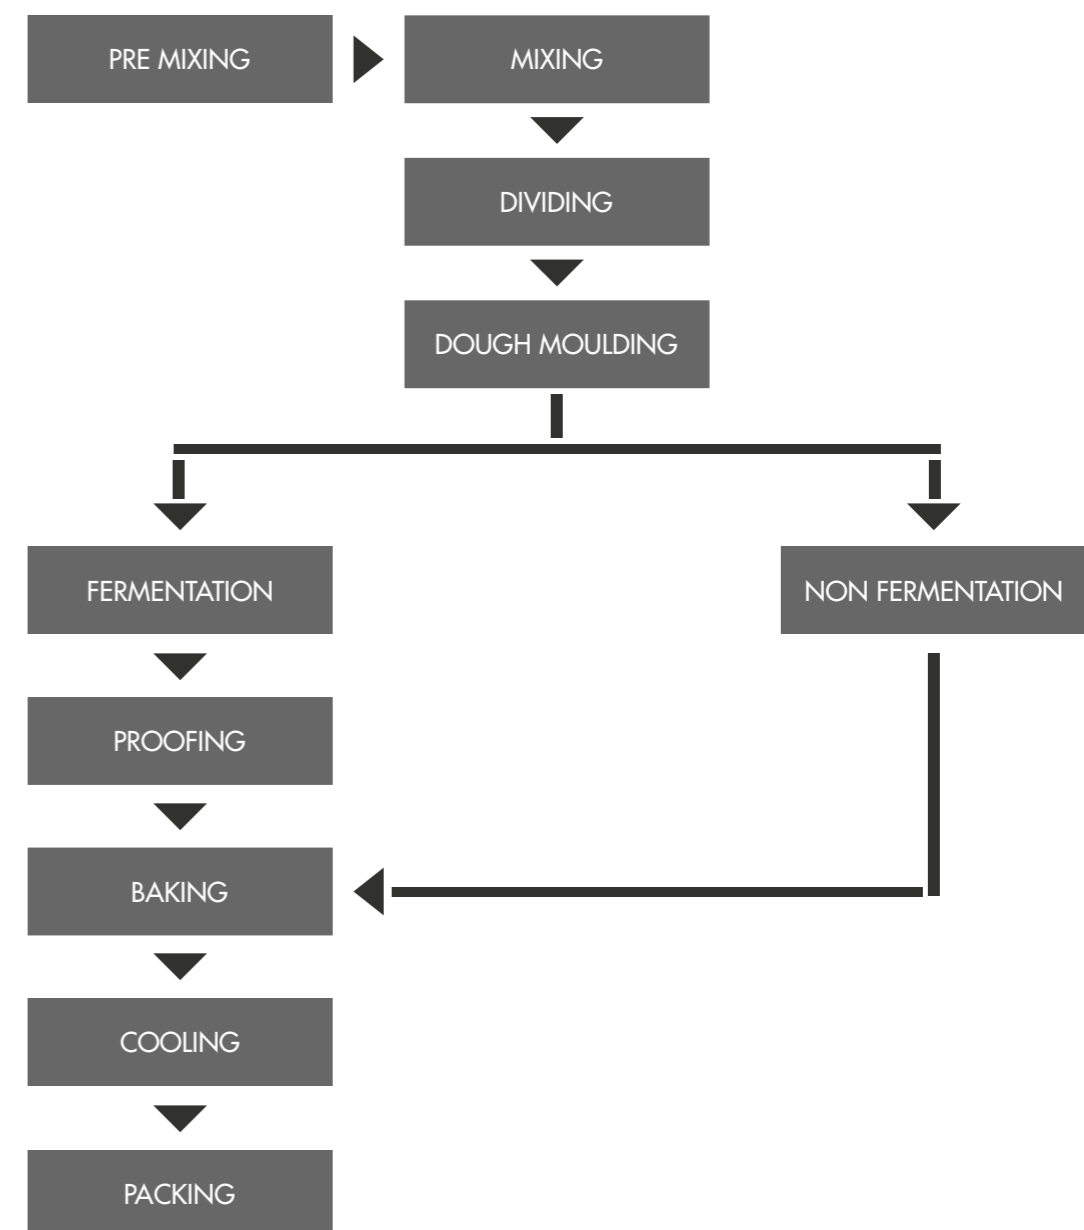 PRE MIXING
MIXING
DIVIDING
DOUGH MOULDING
FERMENTATION
NON FERMENTATION
PROOFING
BAKING
COOLING
PACKING